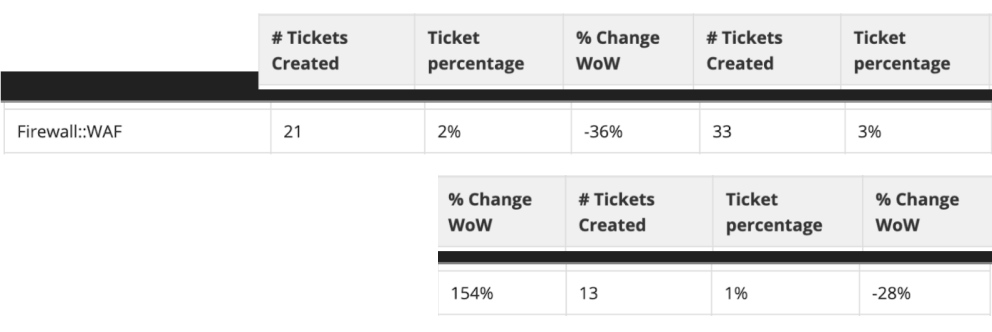 # Tickets Created Ticket percentage % Change WoW # Tickets Created Ticket percentage
Firewall::WAF 21 2% -36% 33 3%
% Change WoW # Tickets Created Ticket percentage % Change WoW
154% 13 1% -28%